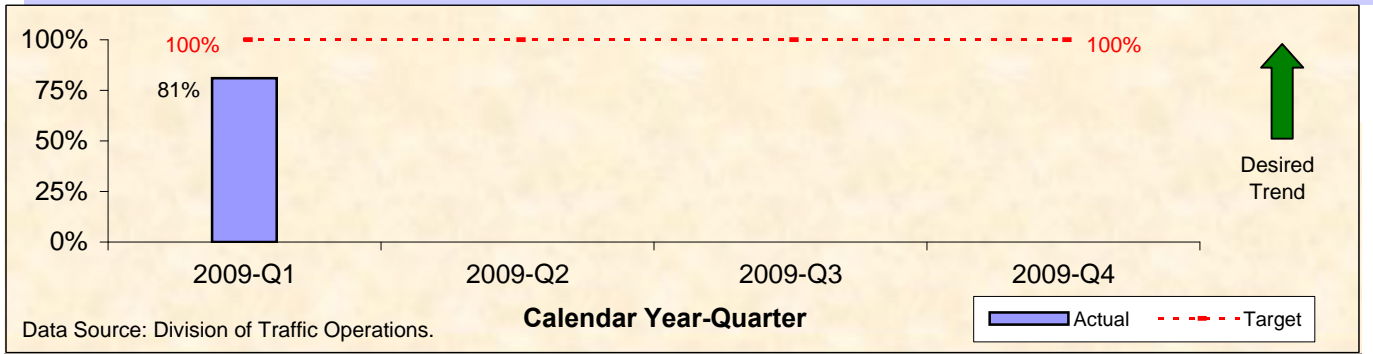 100%
75%
50%
25%
0%
100%
100%
81%
Desired
Trend
2009-Q1
2009-Q2
2009-Q3
2009-Q4
Calendar Year-Quarter
Data Source: Division of Traffic Operations.
Actual
Target